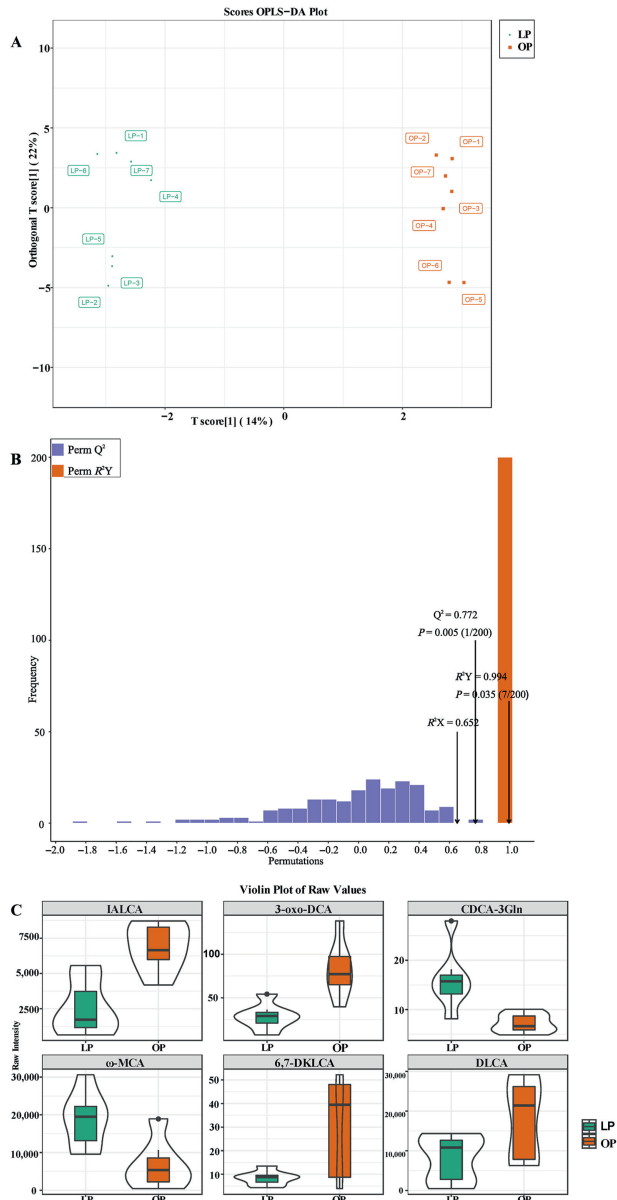 Scores OPLS−DA Plot
A
LP
OP
10
5
0
−5
−10
Orthogonal T score[1] ( 22%)
LP−1
LP−6
LP−7
LP−4
LP−5
LP−3
LP−2
OP−2
OP−1
OP−7
OP−3
OP−4
OP−6
OP−5
−2
0
2
T score[1] ( 14%)
B
Perm Q²
Perm R²Y
200
150
100
50
0
Frequency
Q² = 0.772
P = 0.005 (1/200)
R²Y = 0.994
P = 0.035 (7/200)
R²X = 0.652
-2.0 -1.8 -1.6 -1.4 -1.2 -1.0 -0.8 -0.6 -0.4 -0.2 0.0 0.2 0.4 0.6 0.8 1.0
Permutations
C
Violin Plot of Raw Values
IALCA
3-oxo-DCA
CDCA-3Gln
7500
5,000
2500
100
50
20
10
LP OP
LP OP
LP OP
Raw Intensity
ω-MCA
6,7-DKLCA
DLCA
30,000
20,000
10,000
0
50
40
30
20
10
30,000
20,000
10,000
0
LP OP
LP OP
LP OP
LP
OP